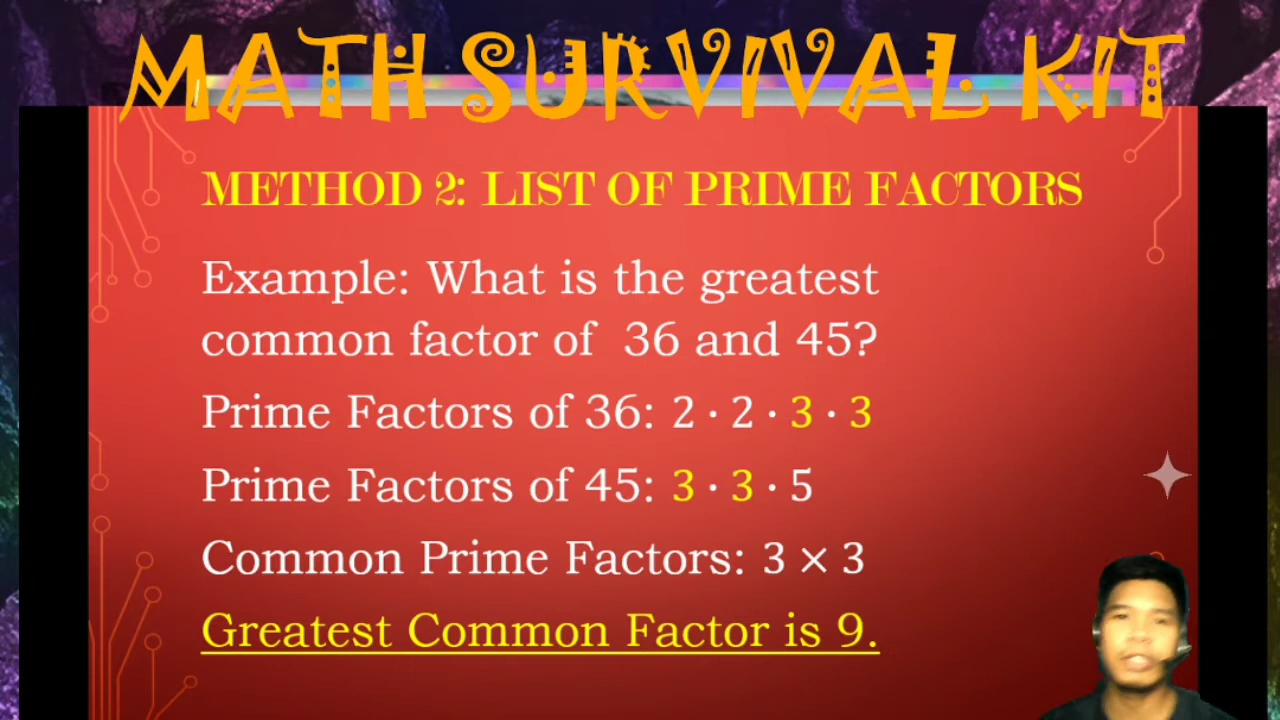 MATH SURVIVAL KIT
METHOD 2: LIST OF PRIME FACTORS
Example: What is the greatest
common factor of 36 and 45?
Prime Factors of 36: 2 · 2 · 3 · 3
Prime Factors of 45: 3 · 3 · 5
Common Prime Factors: 3 × 3
Greatest Common Factor is 9.